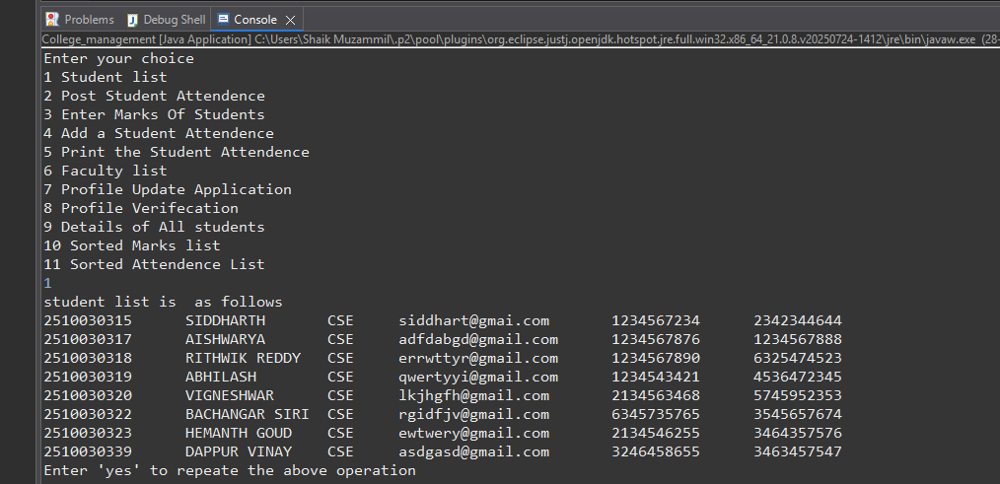 Problems Debug Shell Console
College_management [Java Application] C:\Users\Shaik Muzammil\.p2\pool\plugins\org.eclipse.justj.openjdk.hotspot.jre.full.win32.x86_64_21.0.8.v20250724-1412\jre\bin\javaw.exe (28-
Enter your choice
1 Student list
2 Post Student Attendence
3 Enter Marks Of Students
4 Add a Student Attendence
5 Print the Student Attendence
6 Faculty list
7 Profile Update Application
8 Profile Verifecation
9 Details of All students
10 Sorted Marks list
11 Sorted Attendence List
1
student list is  as follows
2510030315 SIDDHARTH CSE siddhart@gmai.com 1234567234 2342344644
2510030317 AISHWARYA CSE adfdabgd@gmail.com 1234567876 1234567888
2510030318 RITHWIK REDDY CSE errwttyr@gmail.com 1234567890 6325474523
2510030319 ABHILASH CSE qwertyyi@gmail.com 1234543421 4536472345
2510030320 VIGNESHWAR CSE lkjhgfh@gmail.com 2134563468 5745952353
2510030322 BACHANGAR SIRI CSE rgidfjv@gmail.com 6345735765 3545657674
2510030323 HEMANTH GOUD CSE ewtwery@gmail.com 2134546255 3464357576
2510030339 DAPPUR VINAY CSE asdgasd@gmail.com 3246458655 3463457547
Enter 'yes' to repeate the above operation